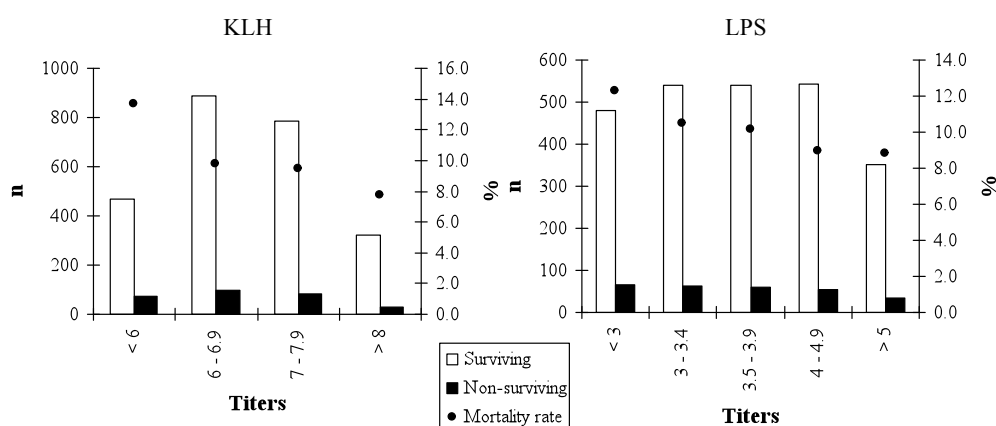 KLH
1000
800
600
400
200
0
n
16.0
14.0
12.0
10.0
8.0
6.0
4.0
2.0
0.0
%
< 6
6 - 6.9
7 - 7.9
> 8
Titers
LPS
600
500
400
300
200
100
0
n
14.0
12.0
10.0
8.0
6.0
4.0
2.0
0.0
%
< 3
3 - 3.4
3.5 - 3.9
4 - 4.9
> 5
Titers
Surviving
Non-surviving
Mortality rate